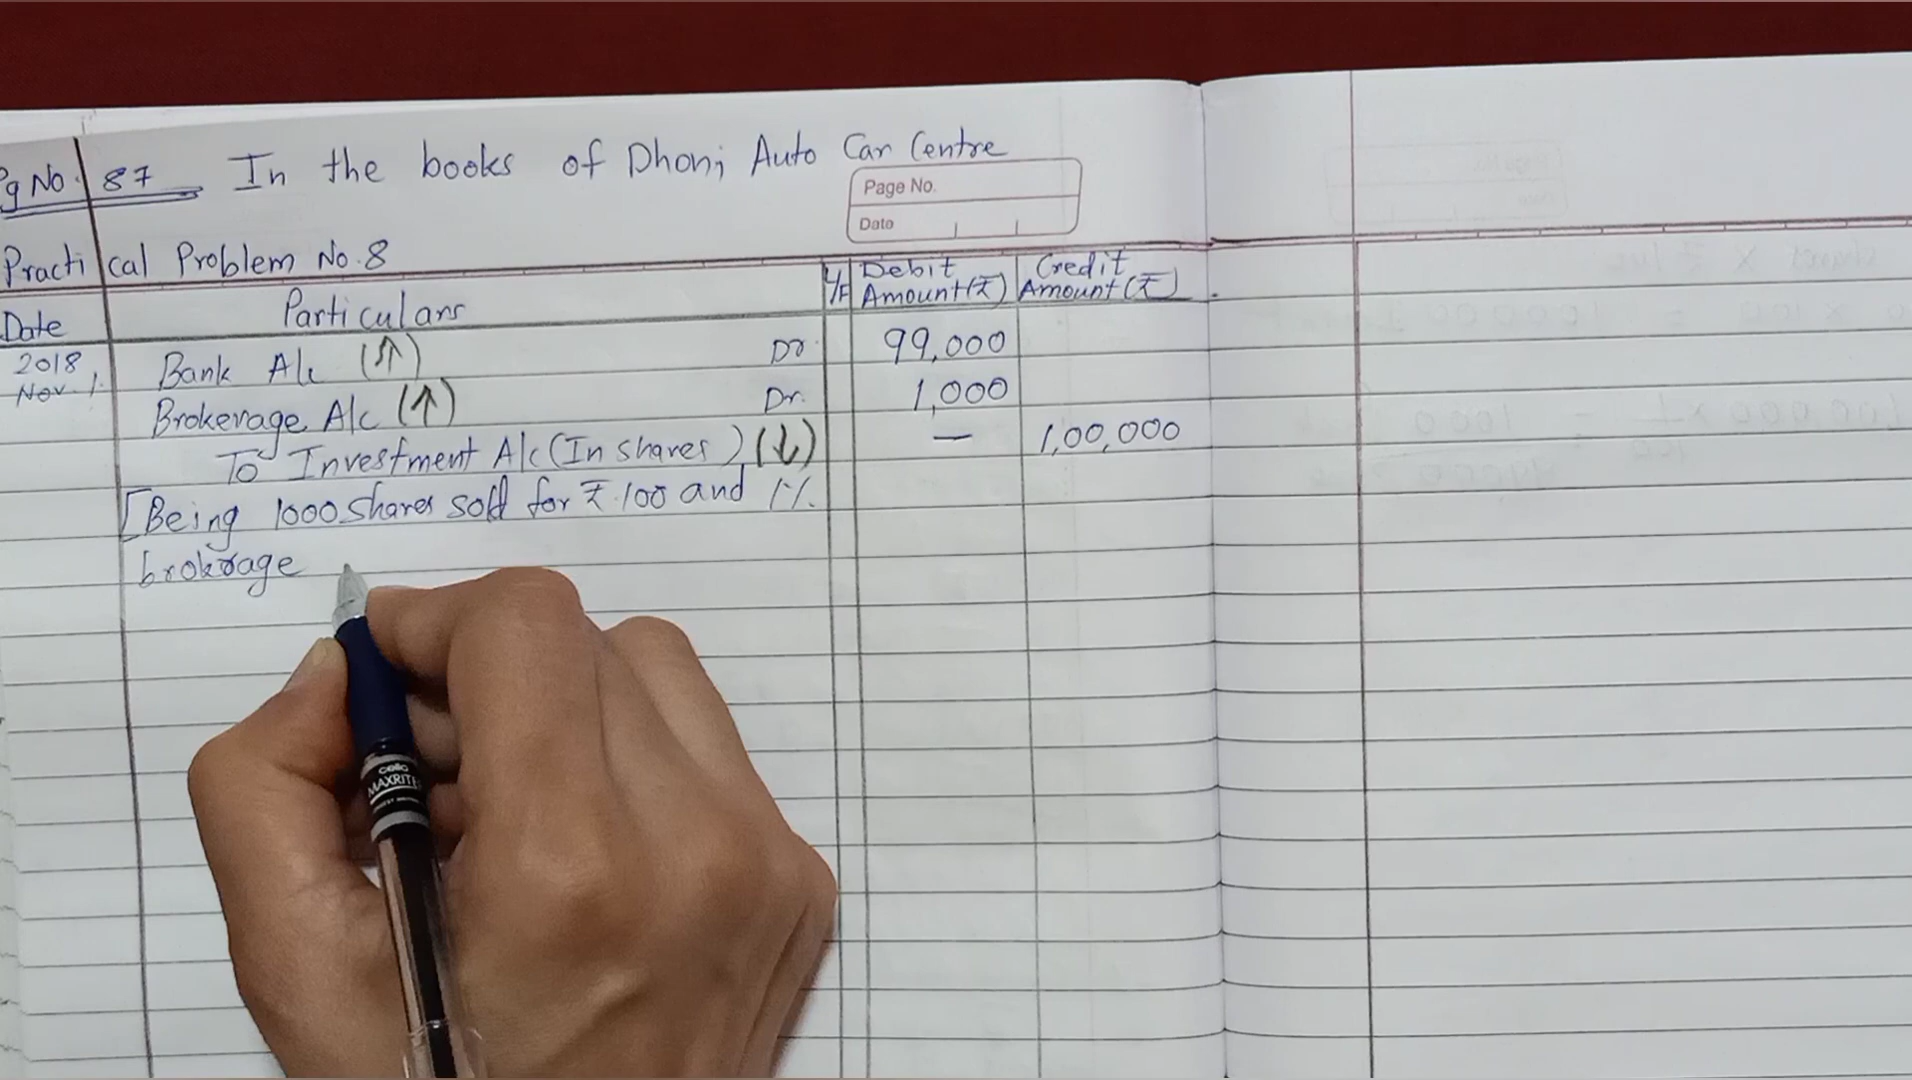 Pg No. 87 In the books of Dhoni Auto Car Centre
Page No.
Date
Practical Problem No. 8
Date Particulars L/F Debit Amount (₹) Credit Amount (₹)
2018 Bank A/c (↑) Dr. 99,000
Nov. 1. Brokerage A/c (↑) Dr. 1,000
To Investment A/c (In shares) (↓) — 1,00,000
[Being 1000 shares sold for ₹.100 and 1%
brokrage
cello
MAXRITE